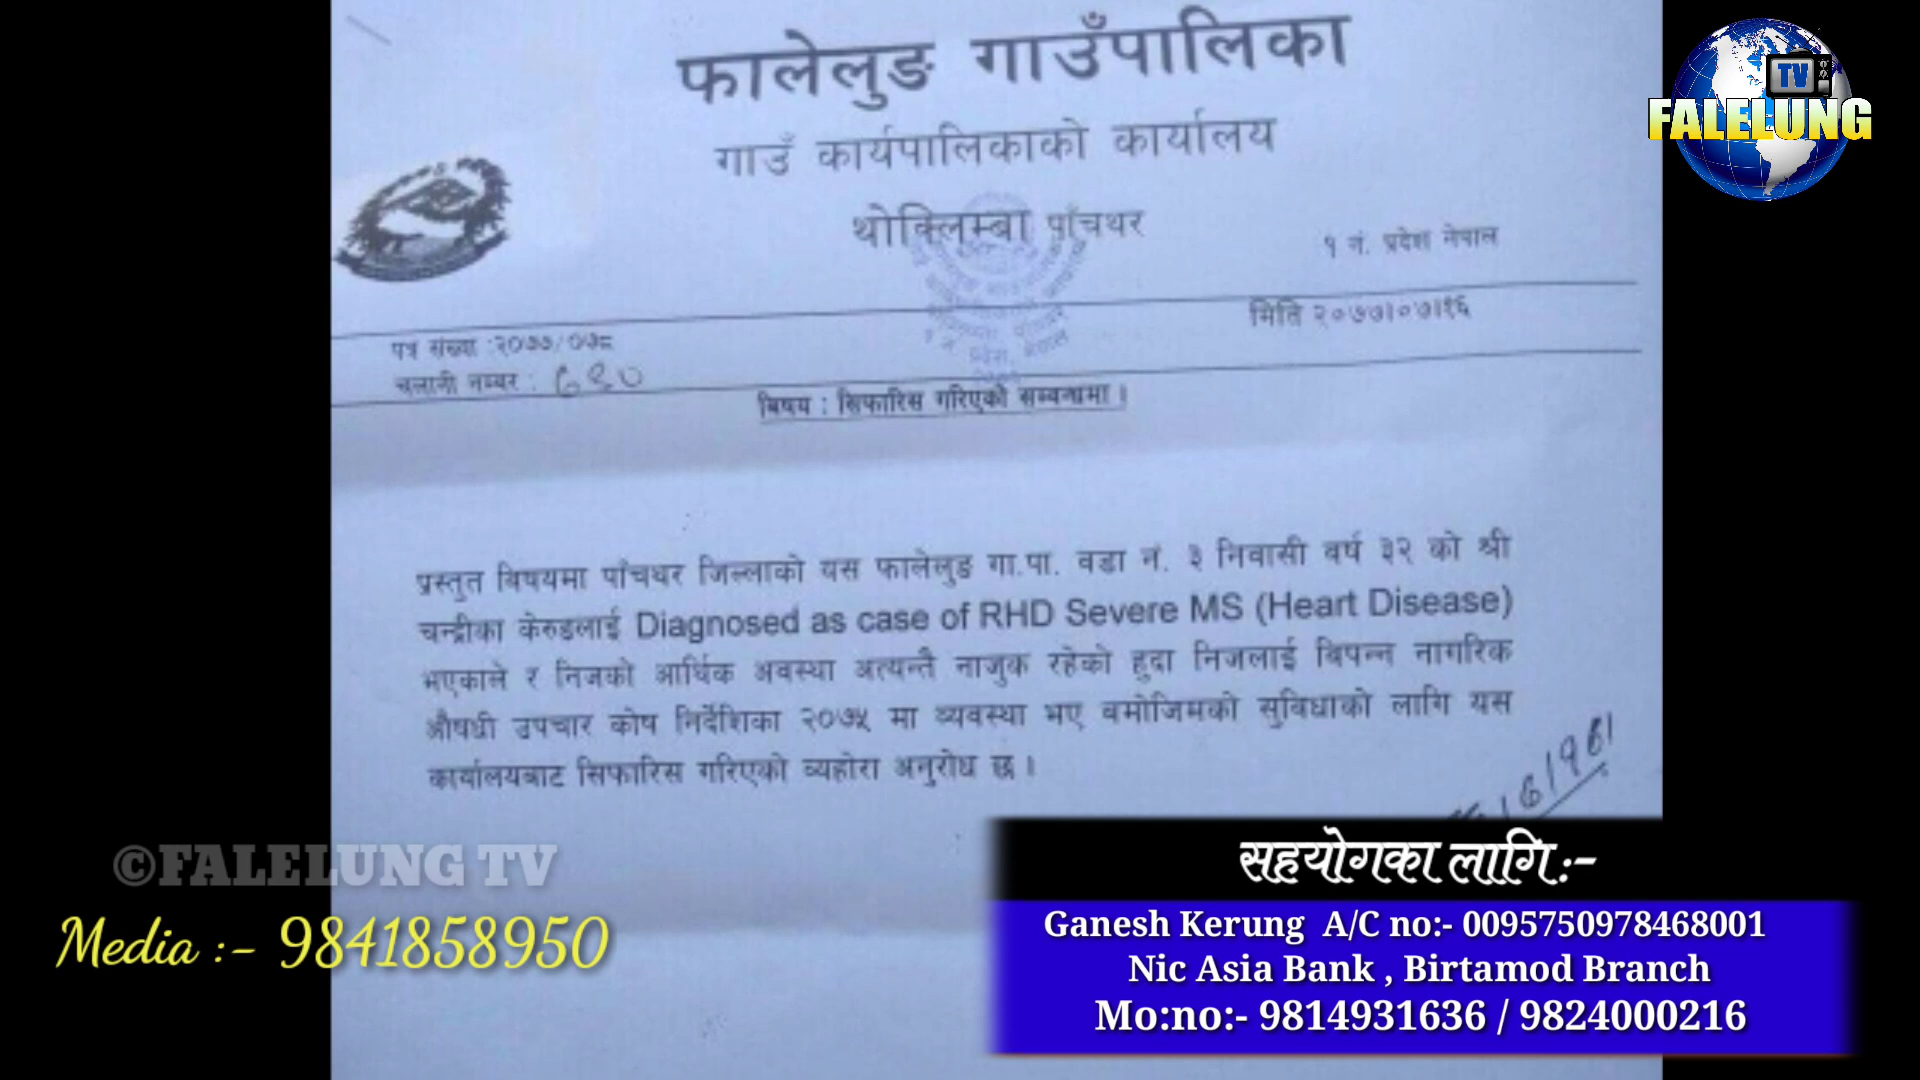 फालेलुङ गाउँपालिका
गाउँ कार्यपालिकाको कार्यालय
थोक्लिम्बा पाँचथर
१ नं. प्रदेश नेपाल
TV
FALELUNG
मिति २०७७।०७।१६
पत्र संख्या :२०७७/०७८
चलानी नम्बर :
बिषय : सिफारिस गरिएको सम्वन्धमा ।
प्रस्तुत बिषयमा पाँचथर जिल्लाको यस फालेलुङ गा.पा. वडा नं. ३ निवासी वर्ष ३२ को श्री
चन्द्रीका केरुङलाई Diagnosed as case of RHD Severe MS (Heart Disease)
भएकाले र निजको आर्थिक अवस्था अत्यन्तै नाजुक रहेको हुदा निजलाई बिपन्न नागरिक
औषधी उपचार कोष निर्देशिका २०७५ मा व्यवस्था भए वमोजिमको सुविधाको लागि यस
कार्यालयबाट सिफारिस गरिएको व्यहोरा अनुरोध छ ।
©FALELUNG TV
Media :- 9841858950
सहयोगका लागि :-
Ganesh Kerung A/C no:- 0095750978468001
Nic Asia Bank , Birtamod Branch
Mo:no:- 9814931636 / 9824000216